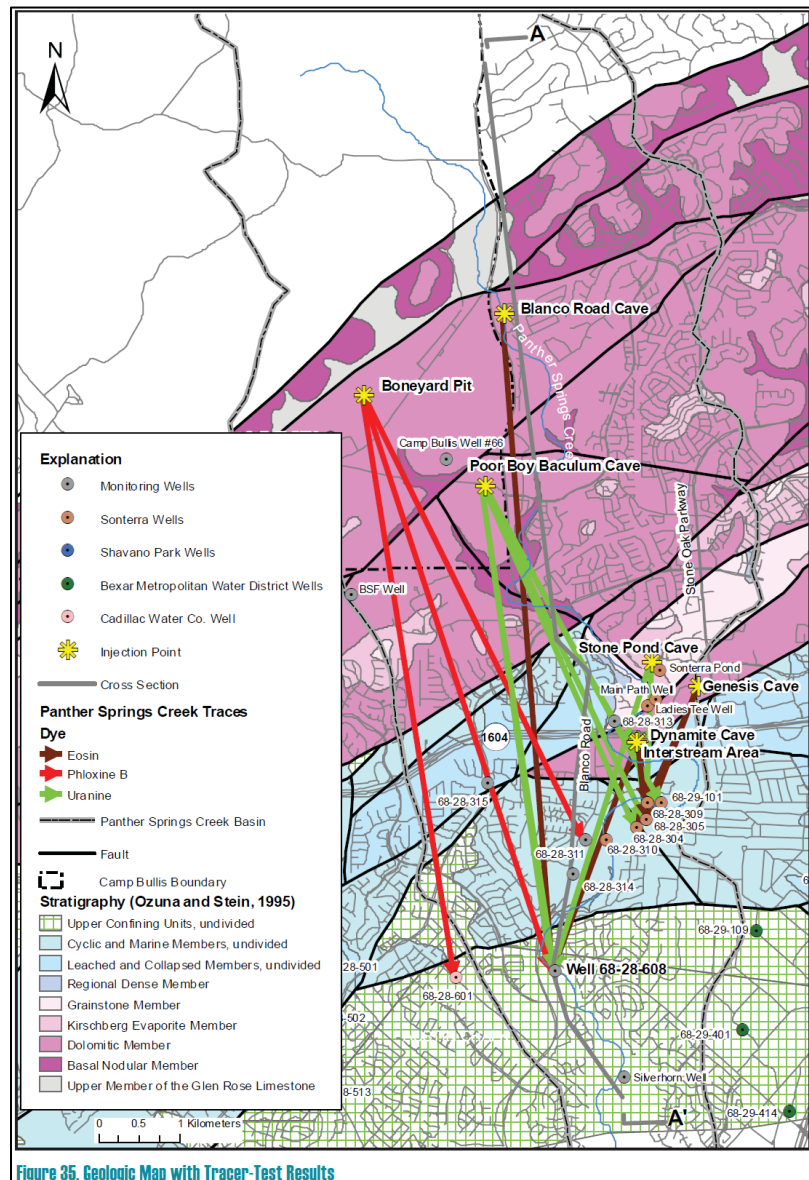 N
A
Blanco Road Cave
Panther Springs Cree
Boneyard Pit
Camp Bullis Well #66
Poor Boy Baculum Cave
Stone Oak Parkway
BSF Well
Stone Pond Cave
Sonterra Pond
Main Path Well
Genesis Cave
Ladies Tee Well
68-28-313
1604
Dynamite Cave
Interstream Area
Blanco Road
68-28-315
68-29-101
68-28-309
68-28-305
68-28-304
68-28-310
68-28-311
68-28-314
68-29-109
28-501
Well 68-28-608
68-28-601
-502
68-29-401
Silverhorn Well
8-513
68-29-414
A'
Explanation
Monitoring Wells
Sonterra Wells
Shavano Park Wells
Bexar Metropolitan Water District Wells
Cadillac Water Co. Well
Injection Point
Cross Section
Panther Springs Creek Traces
Dye
Eosin
Phloxine B
Uranine
Panther Springs Creek Basin
Fault
Camp Bullis Boundary
Stratigraphy (Ozuna and Stein, 1995)
Upper Confining Units, undivided
Cyclic and Marine Members, undivided
Leached and Collapsed Members, undivided
Regional Dense Member
Grainstone Member
Kirschberg Evaporite Member
Dolomitic Member
Basal Nodular Member
Upper Member of the Glen Rose Limestone
0 0.5 1 Kilometers
Figure 35. Geologic Map with Tracer-Test Results